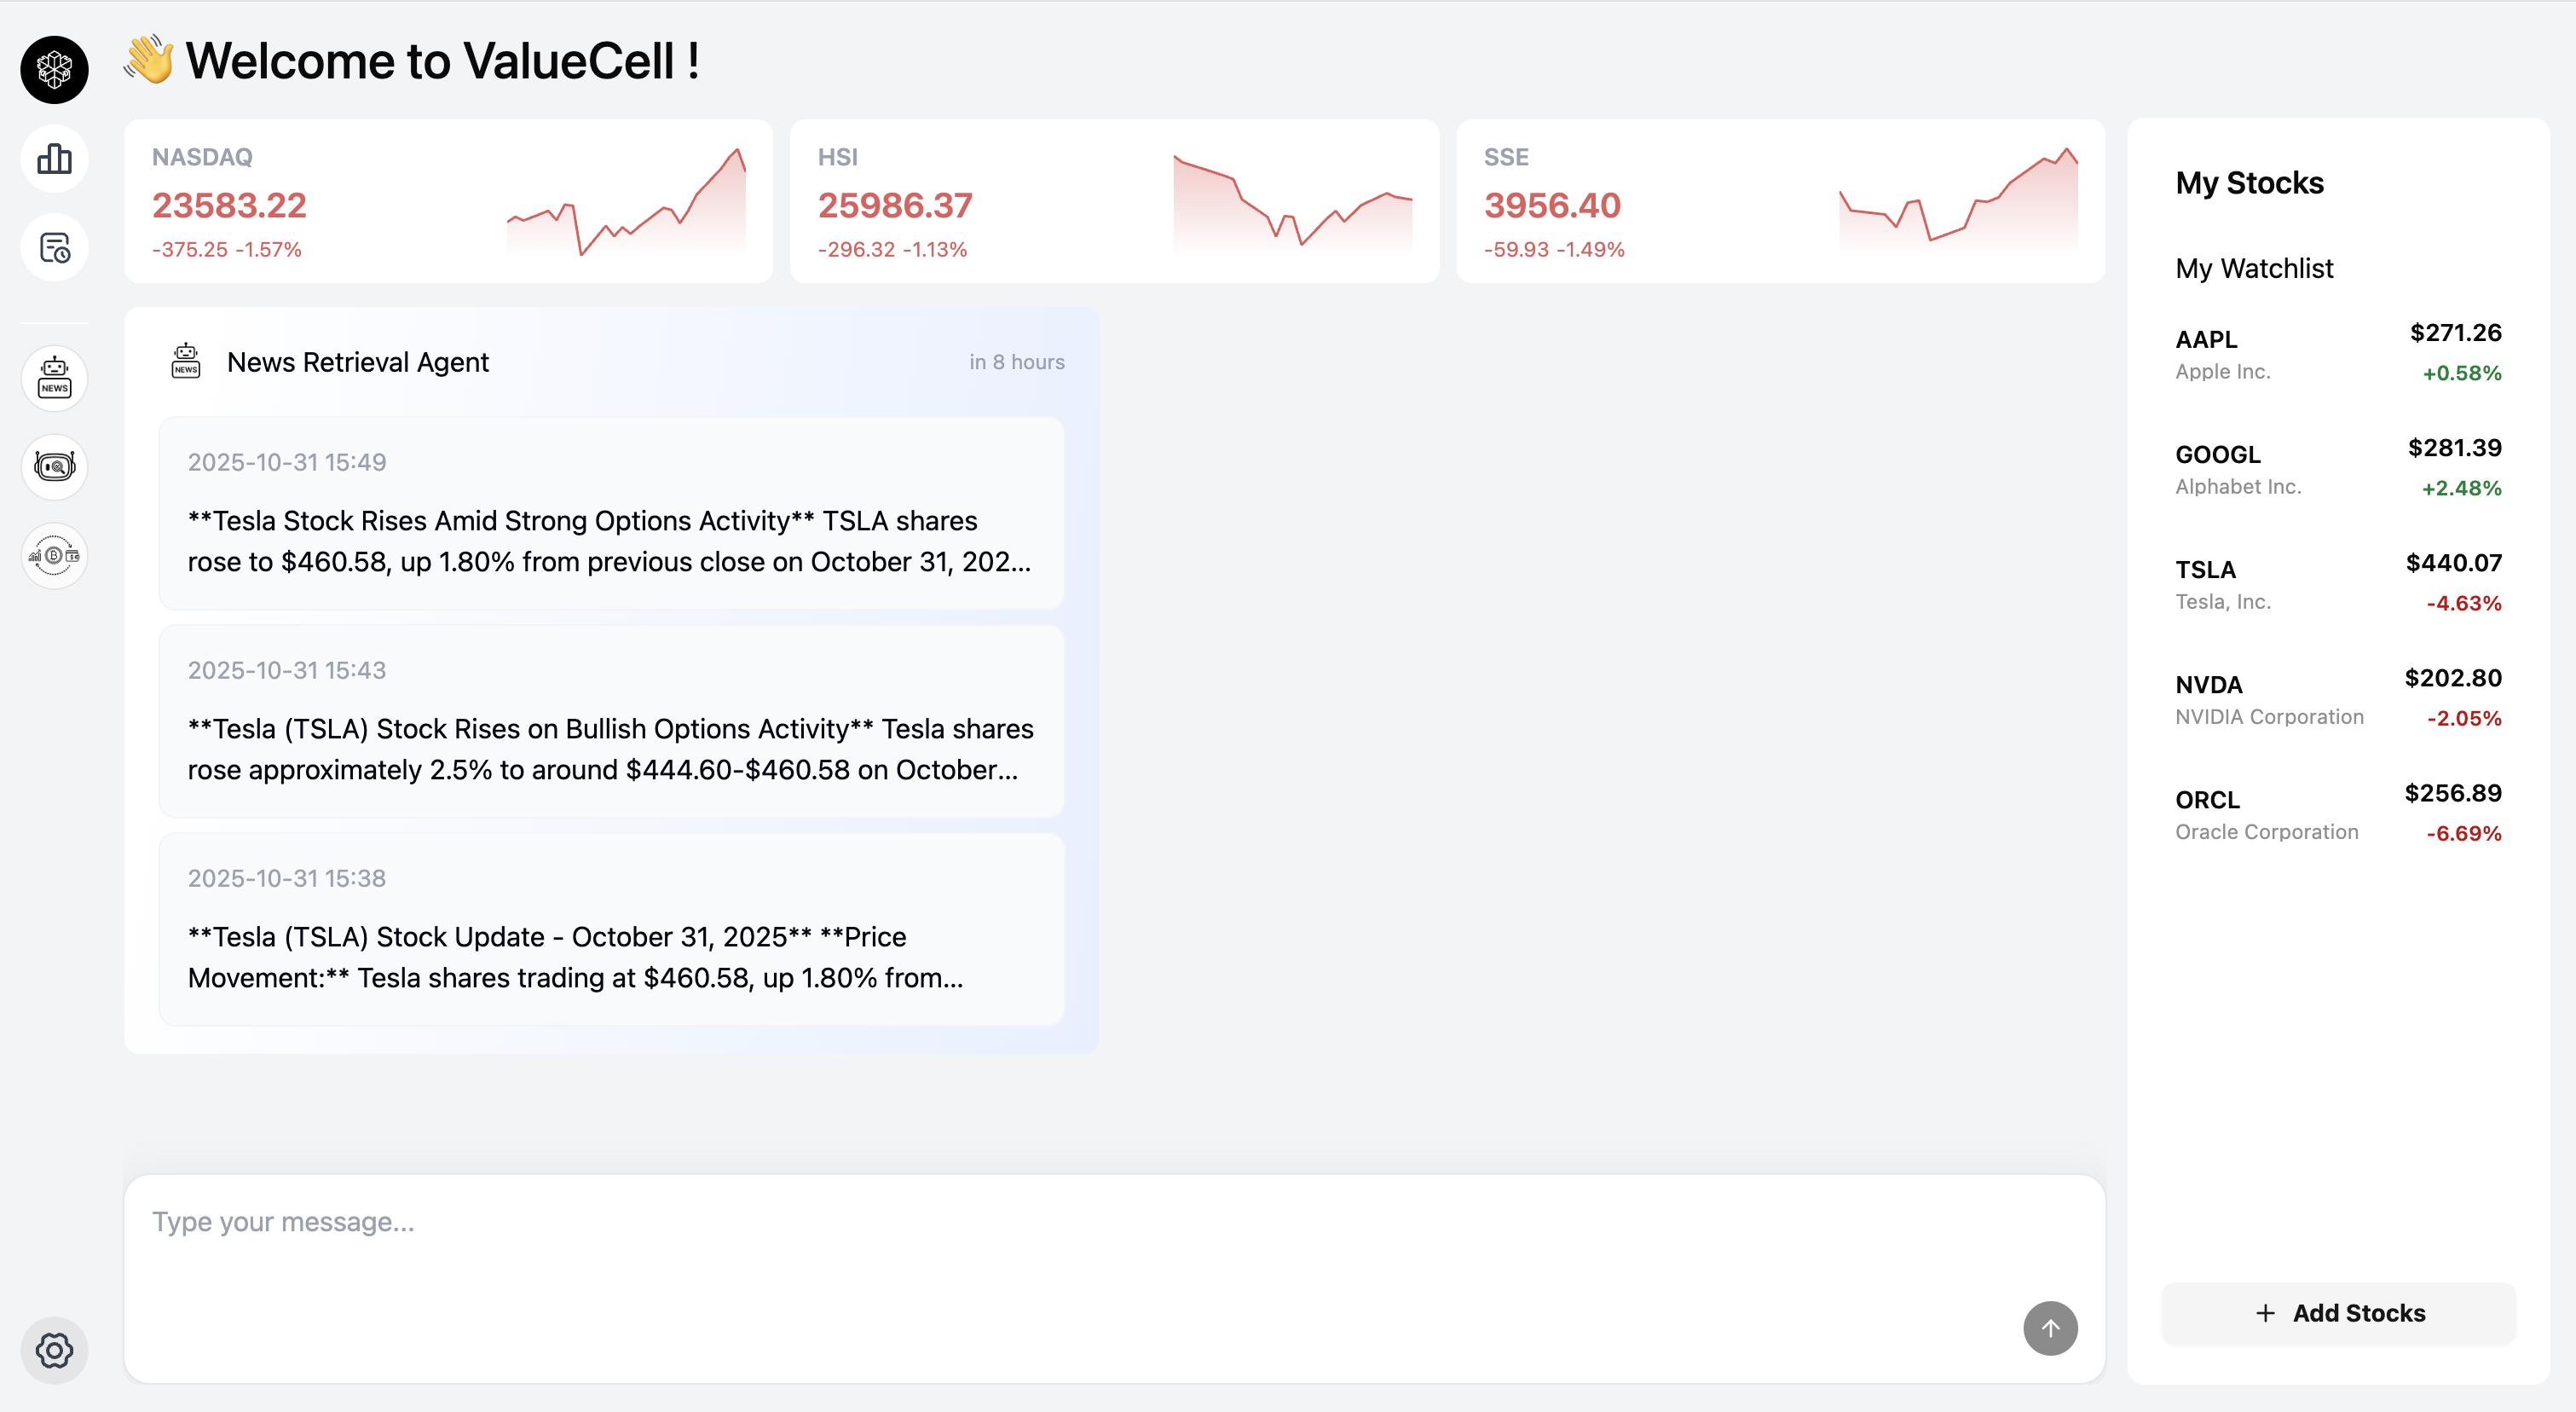 👋 Welcome to ValueCell !
NASDAQ
23583.22
-375.25 -1.57%
HSI
25986.37
-296.32 -1.13%
SSE
3956.40
-59.93 -1.49%
NEWS
NEWS
News Retrieval Agent
in 8 hours
2025-10-31 15:49
**Tesla Stock Rises Amid Strong Options Activity** TSLA shares
rose to $460.58, up 1.80% from previous close on October 31, 202...
2025-10-31 15:43
**Tesla (TSLA) Stock Rises on Bullish Options Activity** Tesla shares
rose approximately 2.5% to around $444.60-$460.58 on October...
2025-10-31 15:38
**Tesla (TSLA) Stock Update - October 31, 2025** **Price
Movement:** Tesla shares trading at $460.58, up 1.80% from...
Type your message...
My Stocks
My Watchlist
AAPL $271.26
Apple Inc. +0.58%
GOOGL $281.39
Alphabet Inc. +2.48%
TSLA $440.07
Tesla, Inc. -4.63%
NVDA $202.80
NVIDIA Corporation -2.05%
ORCL $256.89
Oracle Corporation -6.69%
+ Add Stocks